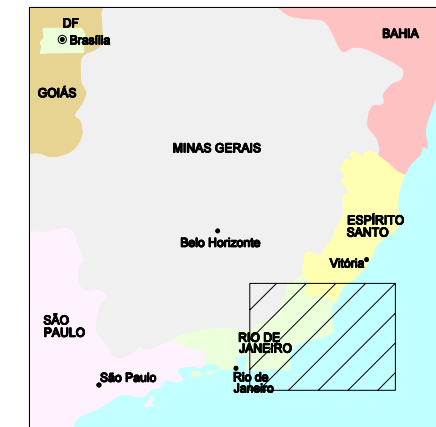 DF
Brasília
BAHIA
GOIÁS
MINAS GERAIS
ESPÍRITO
SANTO
Belo Horizonte
Vitória
SÃO
PAULO
RIO DE
JANEIRO
São Paulo
Rio de
Janeiro